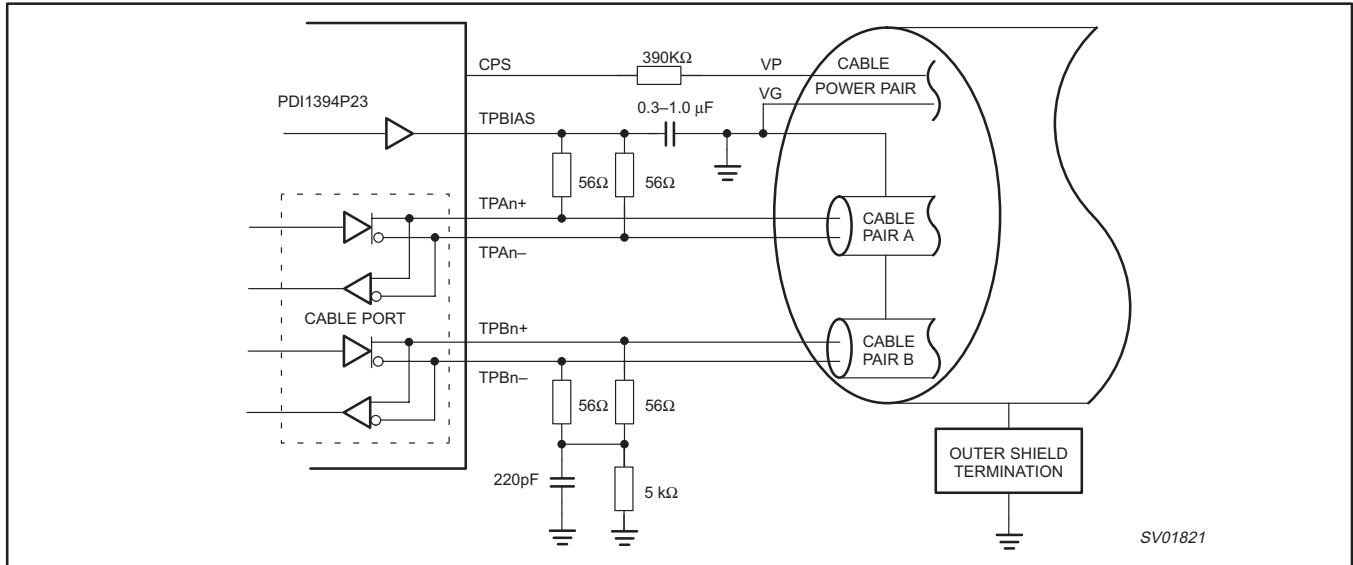 CPS
390KΩ
VP
CABLE
POWER PAIR
VG
PDI1394P23
0.3–1.0 μF
TPBIAS
56Ω
56Ω
TPAn+
CABLE
PAIR A
TPAn–
CABLE PORT
TPBn+
CABLE
PAIR B
TPBn–
56Ω
56Ω
220pF
5 kΩ
OUTER SHIELD
TERMINATION
SV01821